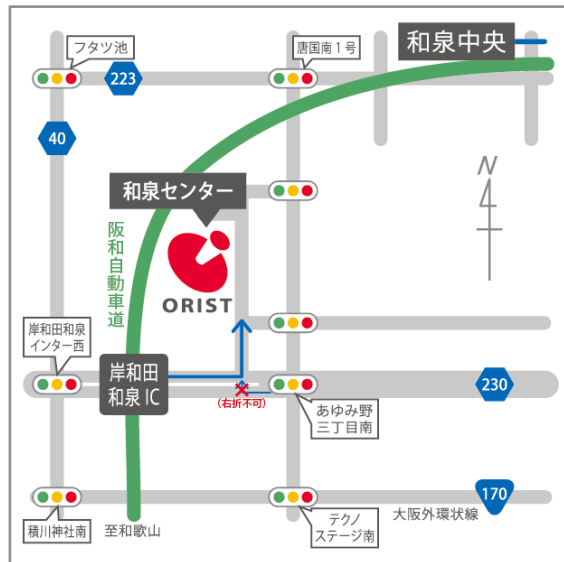 フタツ池
唐国南1号
和泉中央
223
40
N
和泉センター
阪和自動車道
ORIST
岸和田和泉
インター西
岸和田
和泉IC
(右折不可)
230
あゆみ野
三丁目南
170
積川神社南
至和歌山
テクノ
ステージ南
大阪外環状線